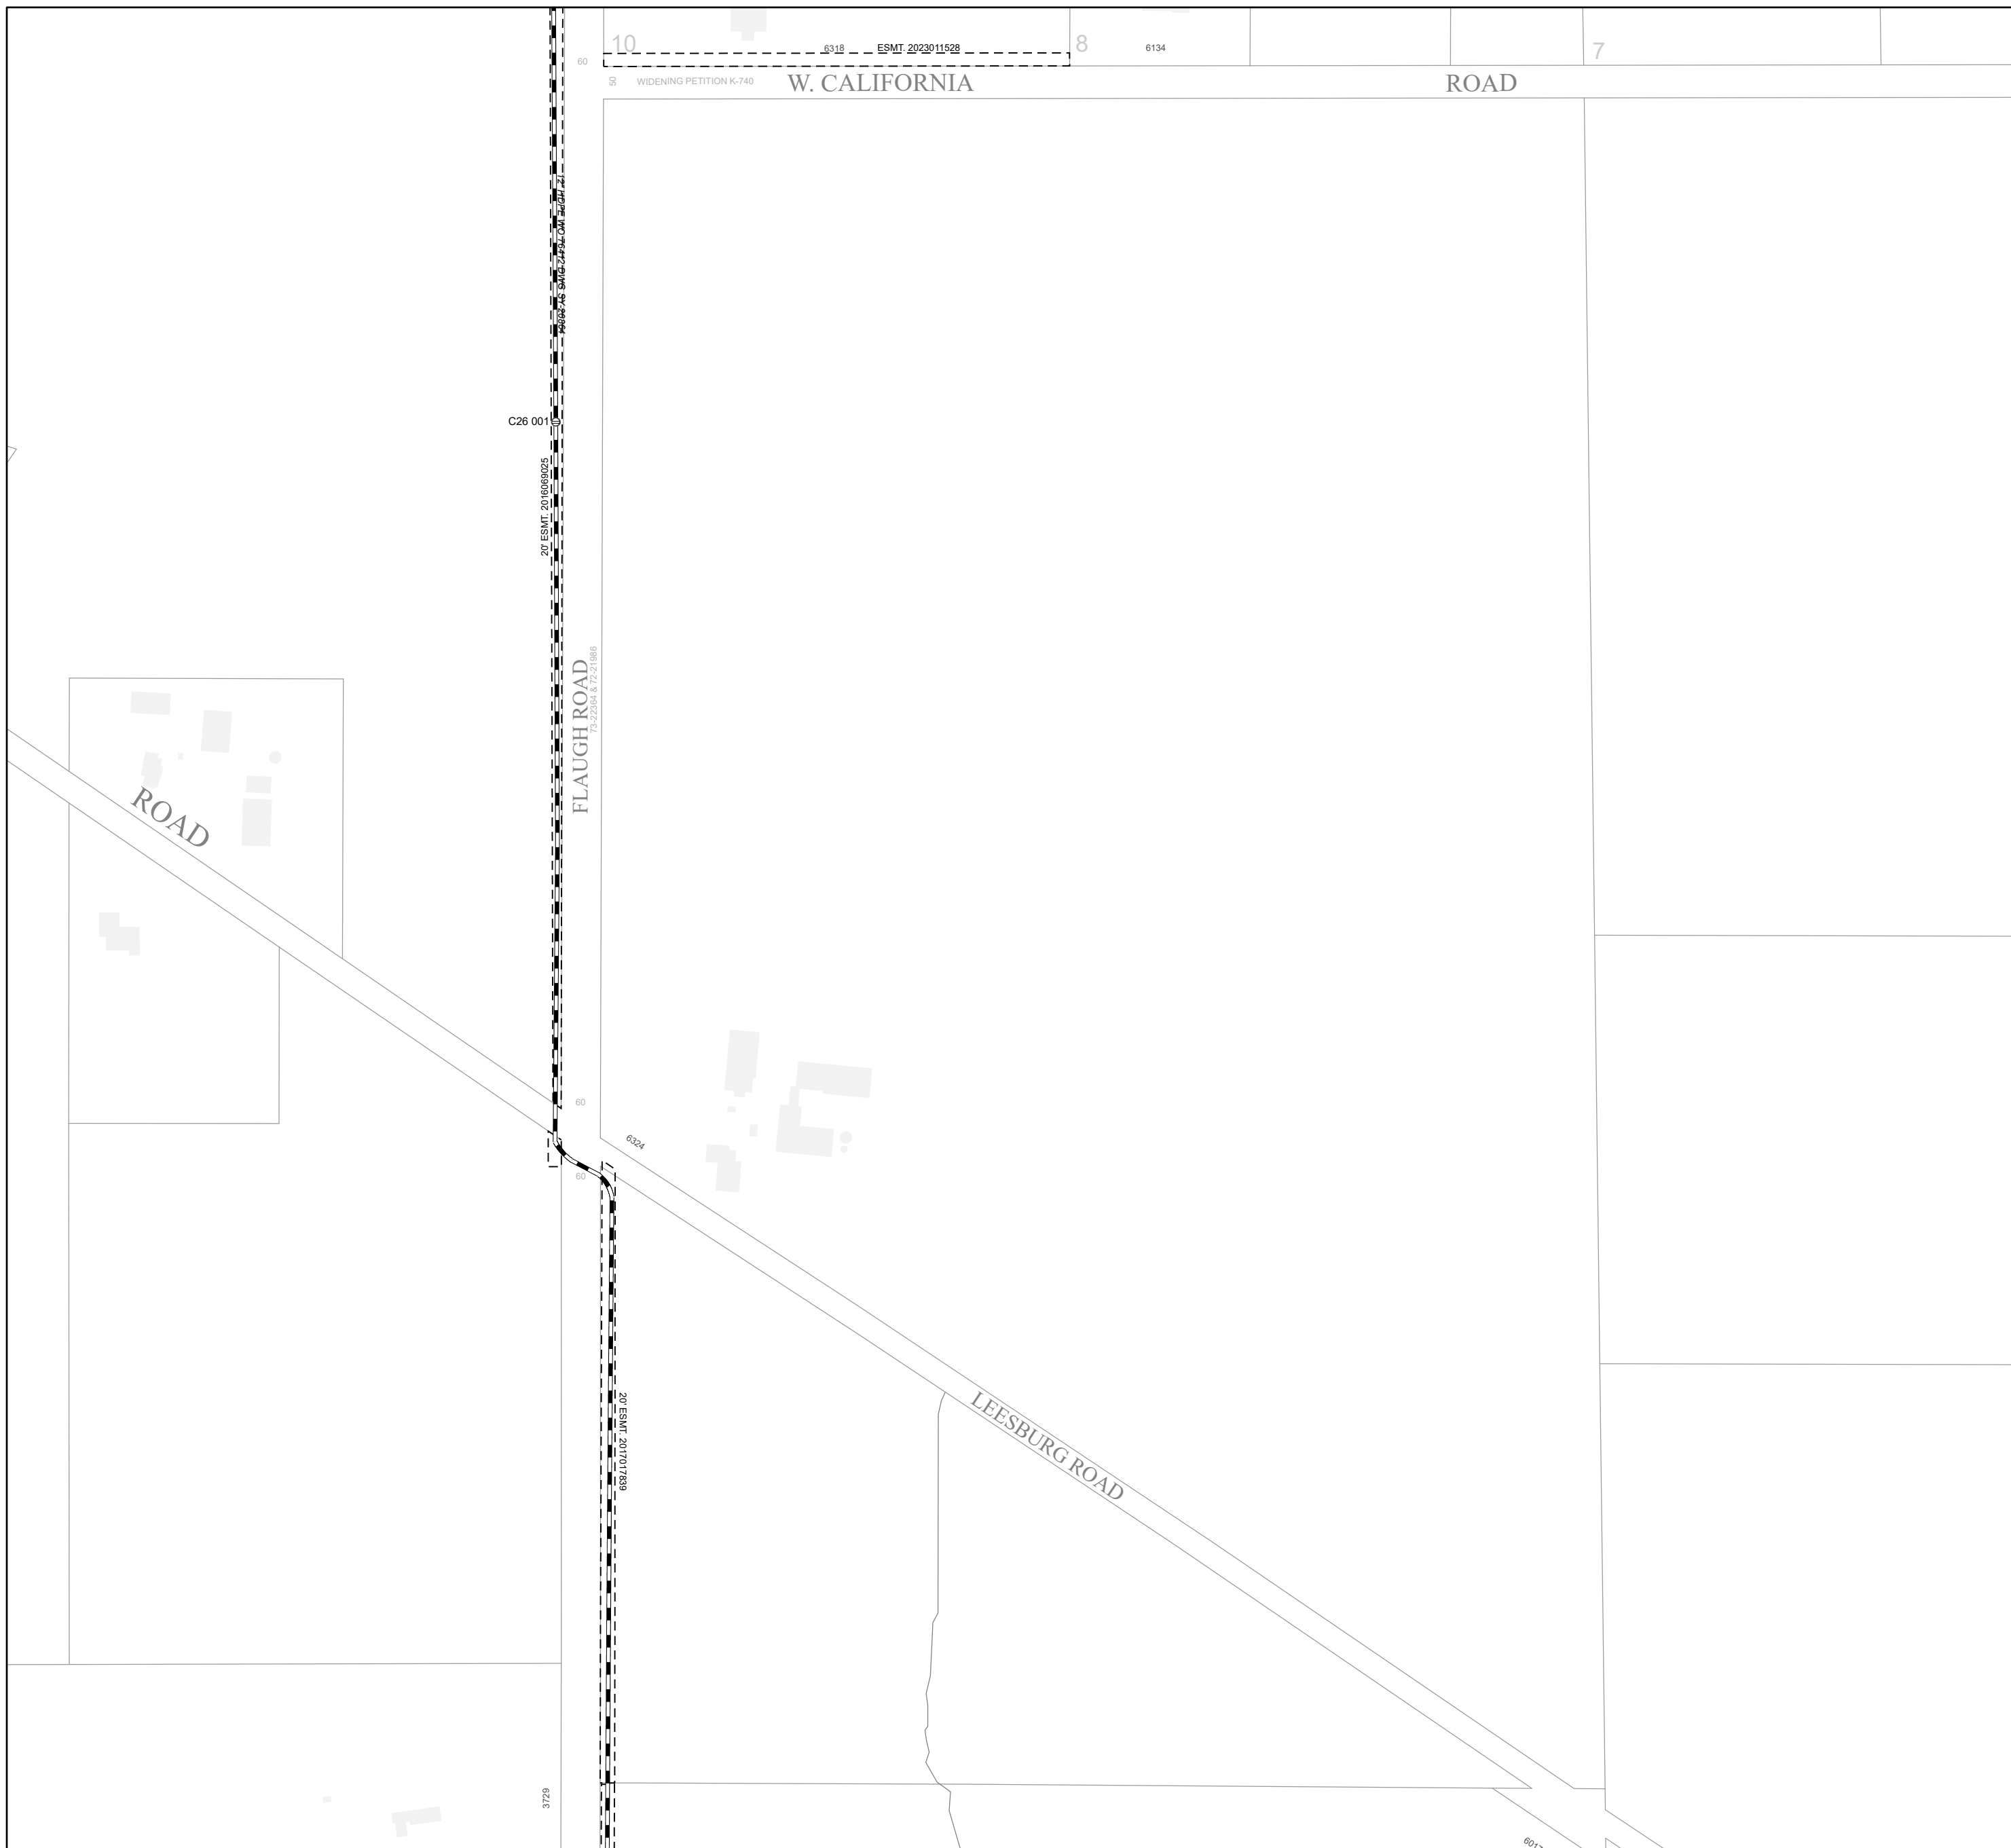 10
6318
ESMT. 2023011528
8
6134
7
60
50
WIDENING PETITION K-740
W. CALIFORNIA
ROAD
C26 001
20' ESMT. 2016069025
FLAUGH ROAD
73-22364 & 72-21986
ROAD
60
6324
60
LEESBURG ROAD
20' ESMT. 2017017839
3729